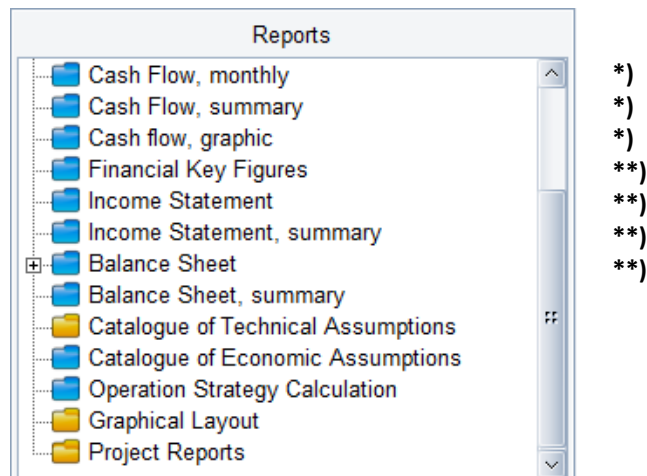 Reports
Cash Flow, monthly *)
Cash Flow, summary *)
Cash flow, graphic *)
Financial Key Figures **)
Income Statement **)
Income Statement, summary **)
Balance Sheet **)
Balance Sheet, summary
Catalogue of Technical Assumptions
Catalogue of Economic Assumptions
Operation Strategy Calculation
Graphical Layout
Project Reports